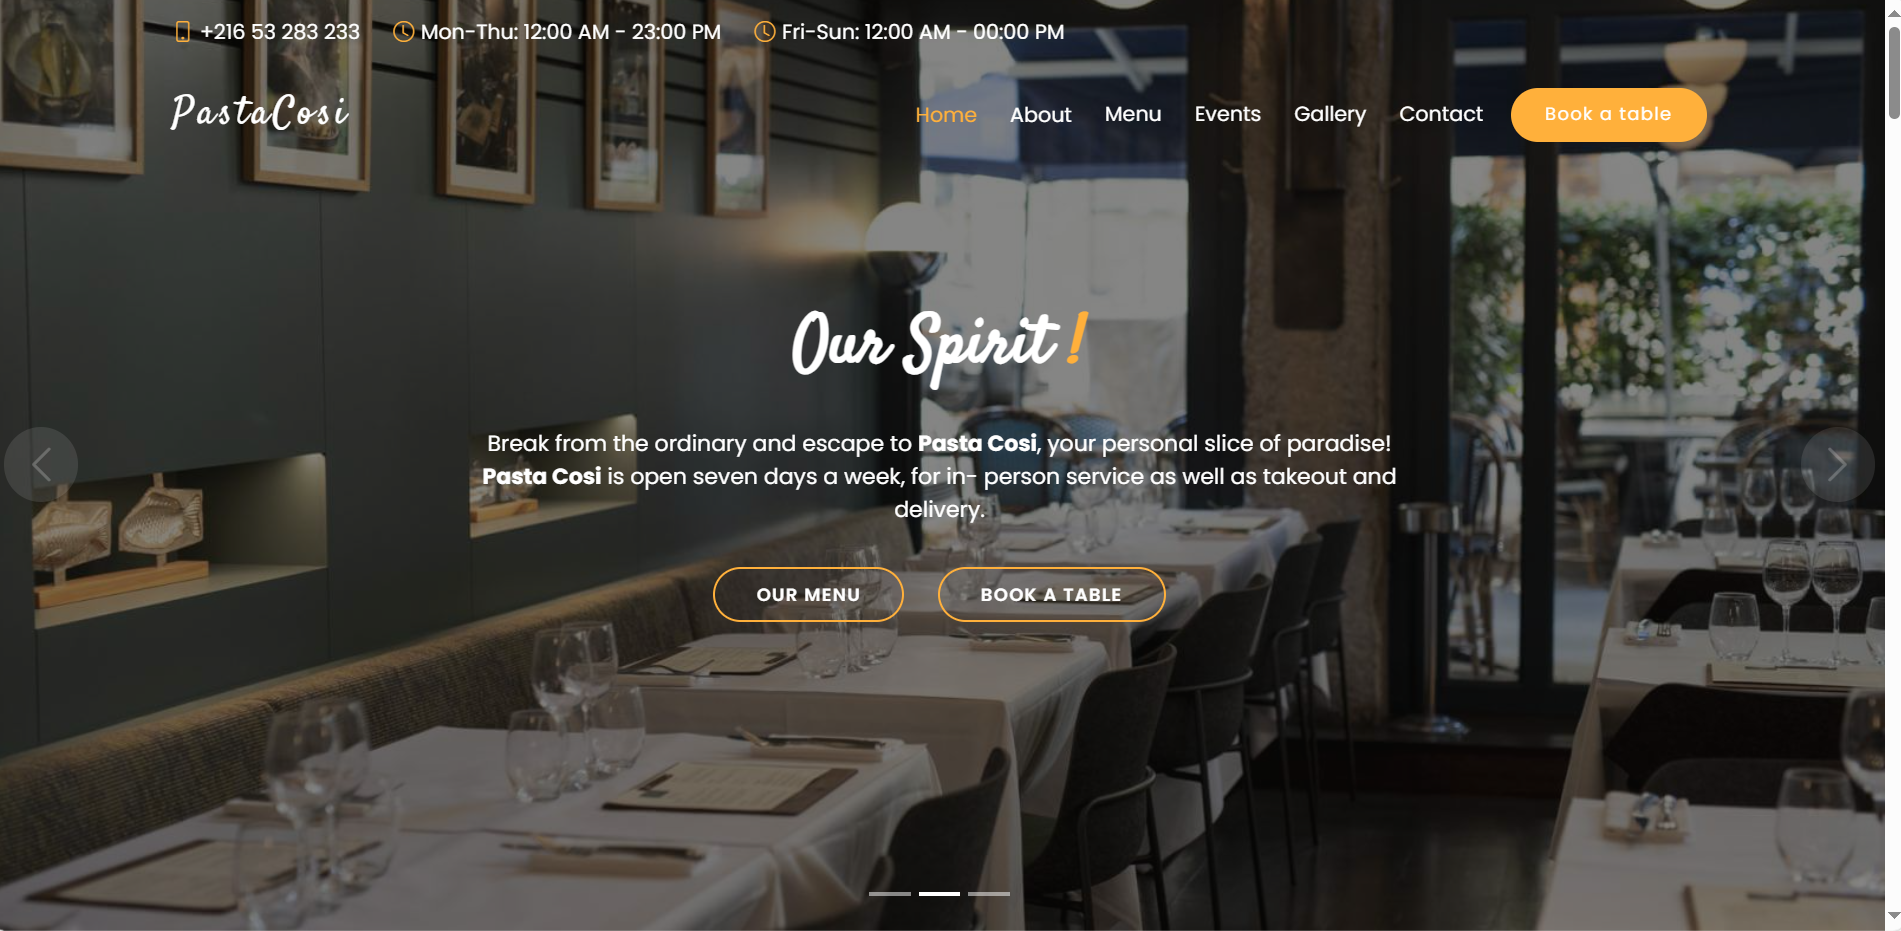 +216 53 283 233 Mon-Thu: 12:00 AM - 23:00 PM Fri-Sun: 12:00 AM - 00:00 PM
PastaCosi
Home About Menu Events Gallery Contact Book a table
Our Spirit !
Break from the ordinary and escape to Pasta Cosi, your personal slice of paradise!
Pasta Cosi is open seven days a week, for in- person service as well as takeout and
delivery.
OUR MENU BOOK A TABLE